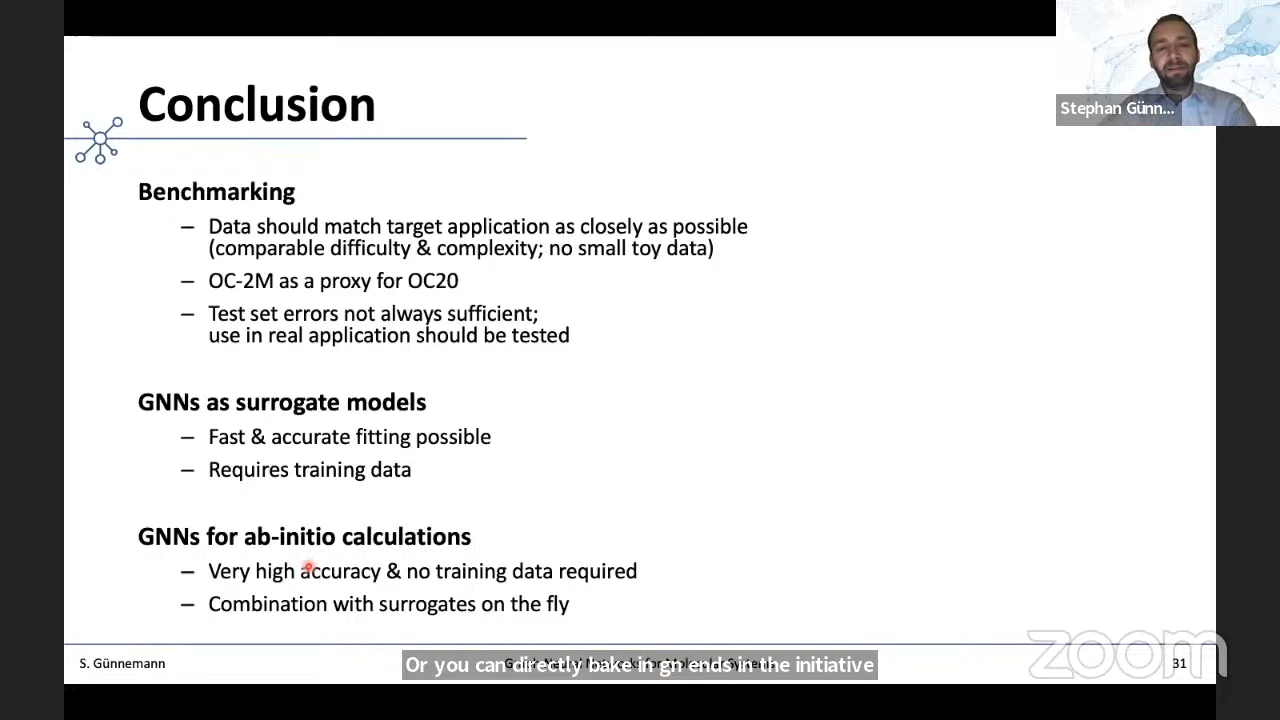 Conclusion
Stephan Günn...
Benchmarking
– Data should match target application as closely as possible
(comparable difficulty & complexity; no small toy data)
– OC-2M as a proxy for OC20
– Test set errors not always sufficient;
use in real application should be tested
GNNs as surrogate models
– Fast & accurate fitting possible
– Requires training data
GNNs for ab-initio calculations
– Very high accuracy & no training data required
– Combination with surrogates on the fly
zoom
S. Günnemann
Or you can directly bake in gn ends in the initiative
31